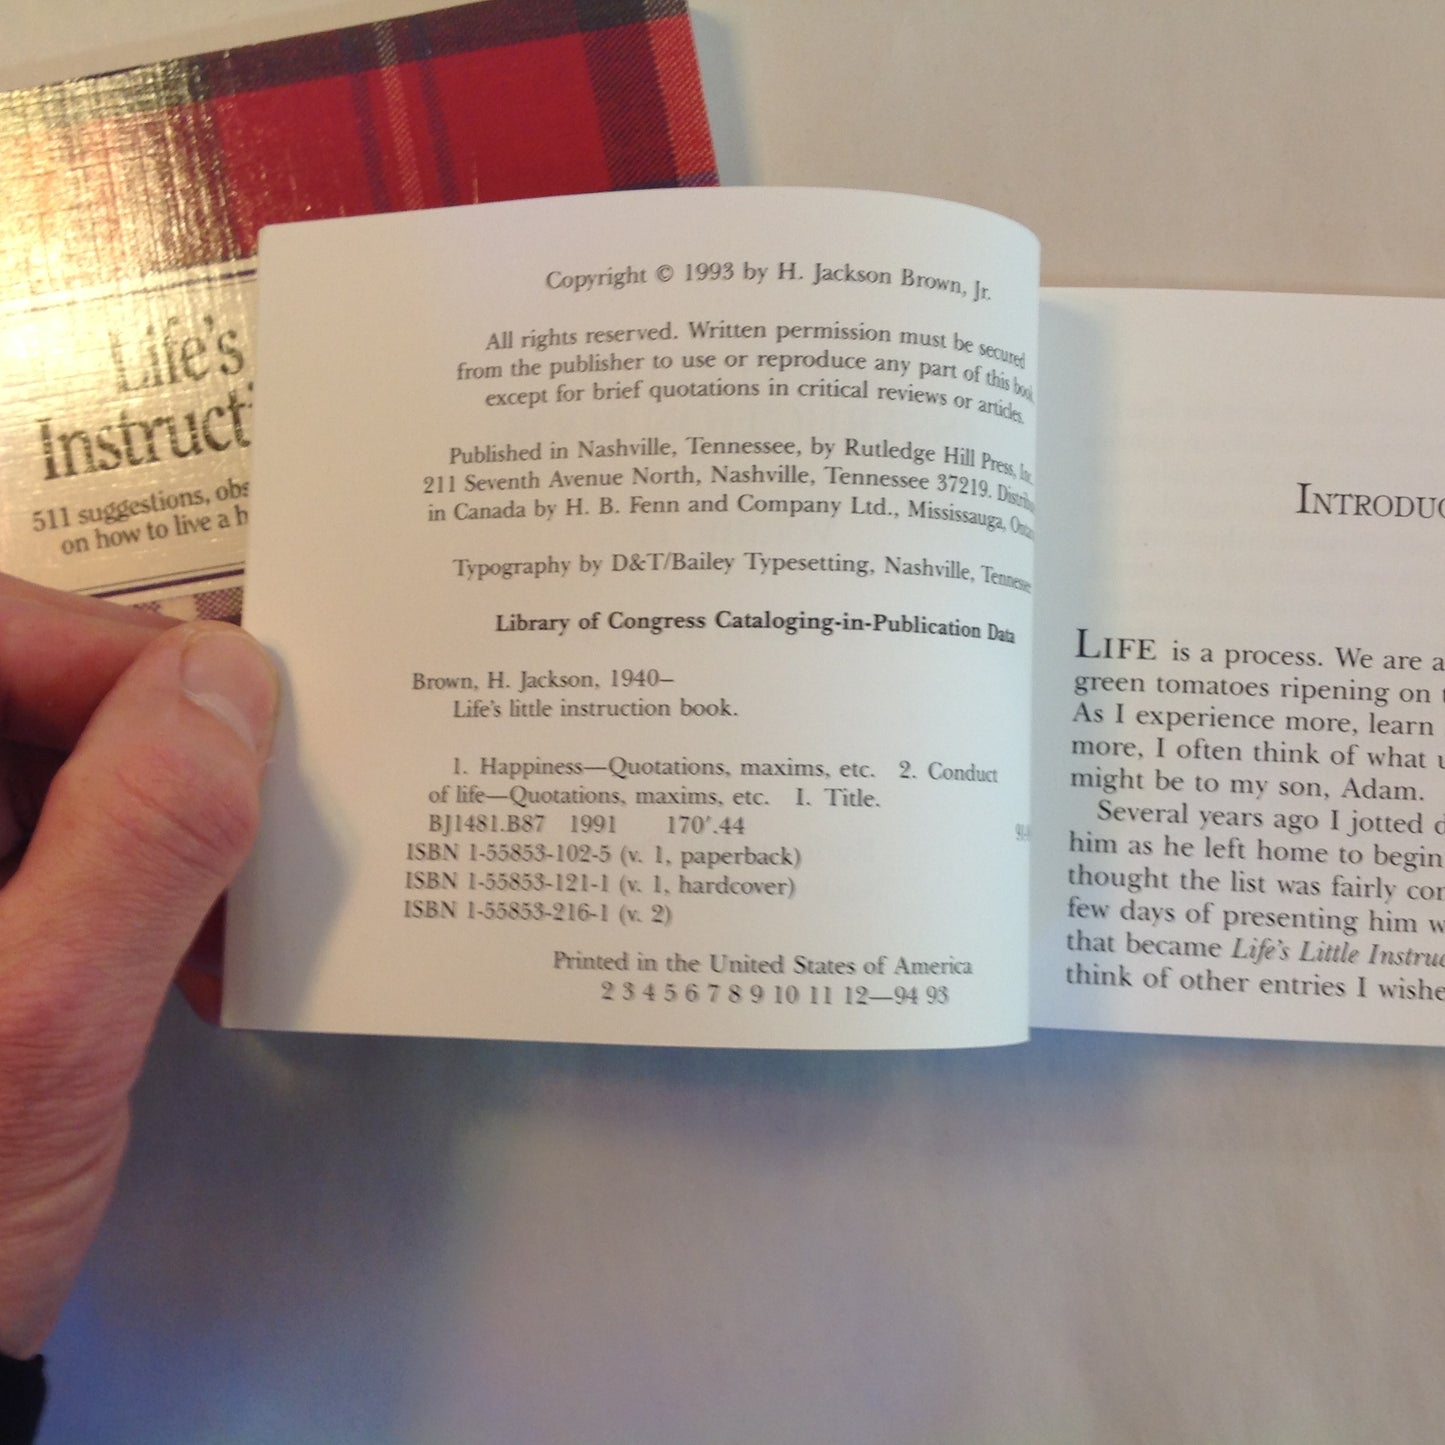 Life's
Instruct
511 suggestions, obs
on how to live a h
Copyright © 1993 by H. Jackson Brown, Jr.
All rights reserved. Written permission must be secured
from the publisher to use or reproduce any part of this book
except for brief quotations in critical reviews or articles.
Published in Nashville, Tennessee, by Rutledge Hill Press, Inc.
211 Seventh Avenue North, Nashville, Tennessee 37219. Distribu
in Canada by H. B. Fenn and Company Ltd., Mississauga, Ontar
Typography by D&T/Bailey Typesetting, Nashville, Tennessee
Library of Congress Cataloging-in-Publication Data
Brown, H. Jackson, 1940–
Life's little instruction book.
1. Happiness—Quotations, maxims, etc. 2. Conduct
of life—Quotations, maxims, etc. I. Title.
BJ1481.B87 1991 170′.44
ISBN 1-55853-102-5 (v. 1, paperback)
ISBN 1-55853-121-1 (v. 1, hardcover)
ISBN 1-55853-216-1 (v. 2)
Printed in the United States of America
2 3 4 5 6 7 8 9 10 11 12—94 93
INTRODUC
LIFE is a process. We are a
green tomatoes ripening on t
As I experience more, learn
more, I often think of what
might be to my son, Adam.
Several years ago I jotted d
him as he left home to begin
thought the list was fairly con
few days of presenting him w
that became Life's Little Instruc
think of other entries I wishe